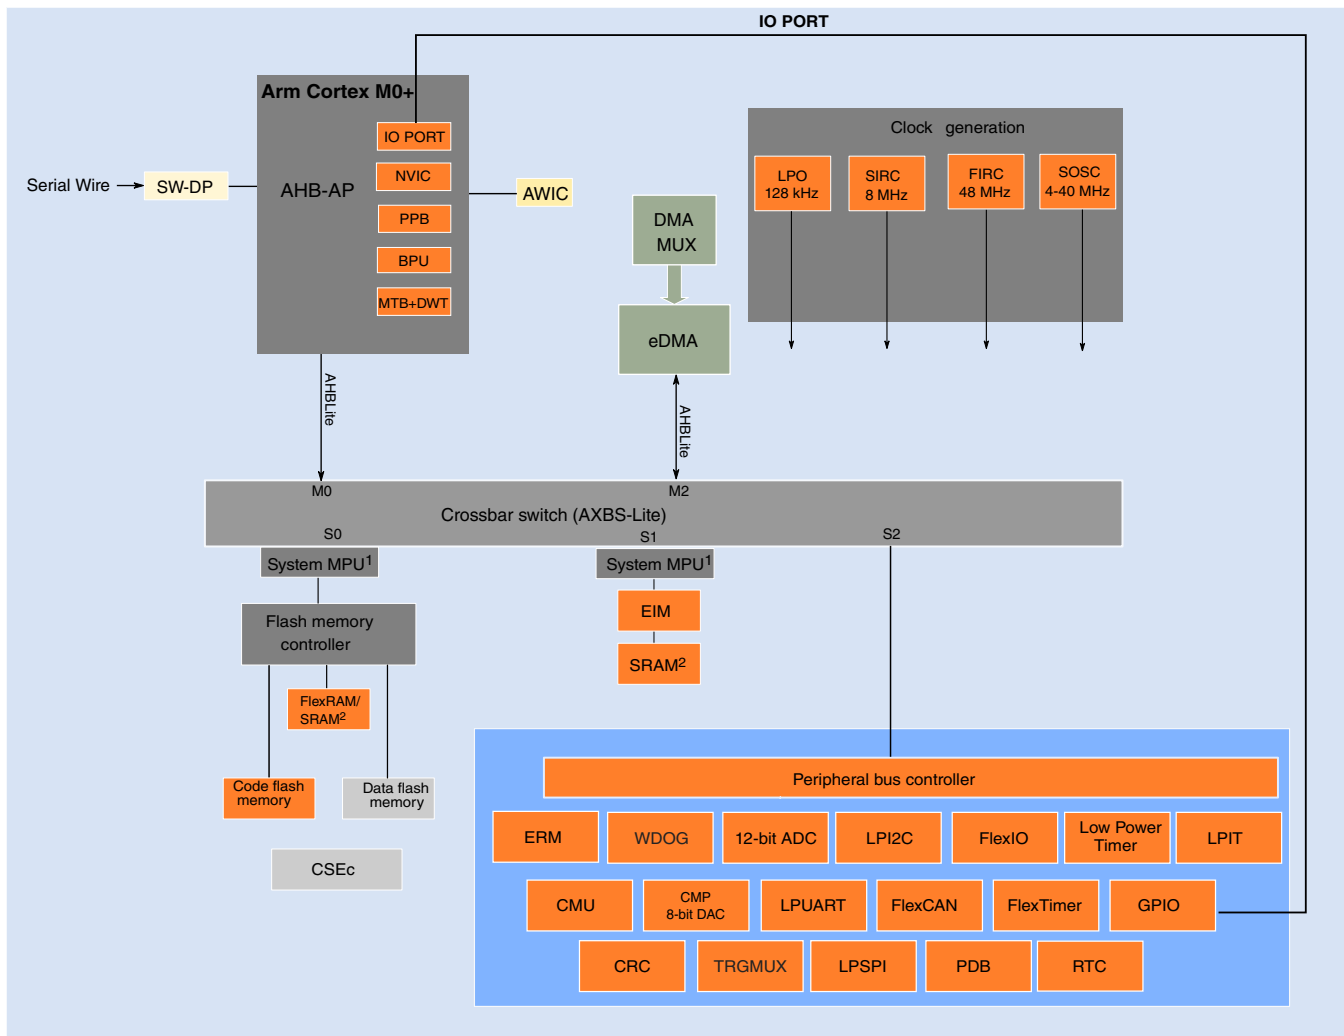 IO PORT
Arm Cortex M0+
IO PORT
NVIC
PPB
BPU
MTB+DWT
AHB-AP
Serial Wire
SW-DP
AWIC
DMA
MUX
eDMA
Clock generation
LPO
128 kHz
SIRC
8 MHz
FIRC
48 MHz
SOSC
4-40 MHz
AHBLite
AHBLite
M0
M2
Crossbar switch (AXBS-Lite)
S0
S1
S2
System MPU1
System MPU1
Flash memory
controller
EIM
SRAM2
FlexRAM/
SRAM2
Code flash
memory
Data flash
memory
CSEc
Peripheral bus controller
ERM
WDOG
12-bit ADC
LPI2C
FlexIO
Low Power
Timer
LPIT
CMU
CMP
8-bit DAC
LPUART
FlexCAN
FlexTimer
GPIO
CRC
TRGMUX
LPSPI
PDB
RTC